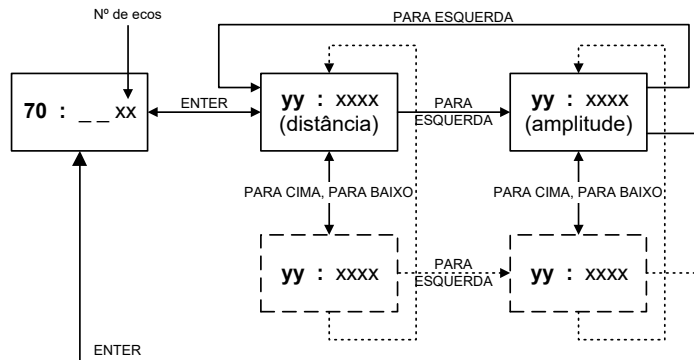 Nº de ecos
PARA ESQUERDA
70 : _ _ xx
ENTER
yy : xxxx
(distância)
PARA
ESQUERDA
yy : xxxx
(amplitude)
PARA CIMA, PARA BAIXO
PARA CIMA, PARA BAIXO
yy : xxxx
PARA
ESQUERDA
yy : xxxx
ENTER